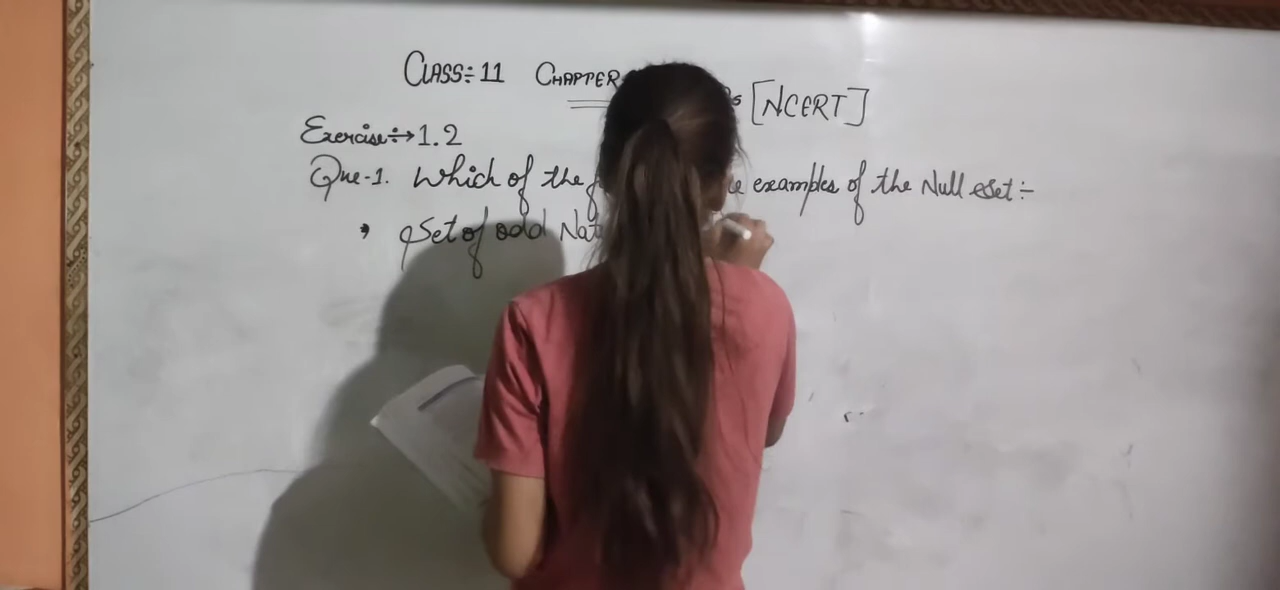 CLASS÷11 CHAPTER [NCERT]
Exercise÷→1.2
Que-1. Which of the examples of the Null set:-
• Set of odd